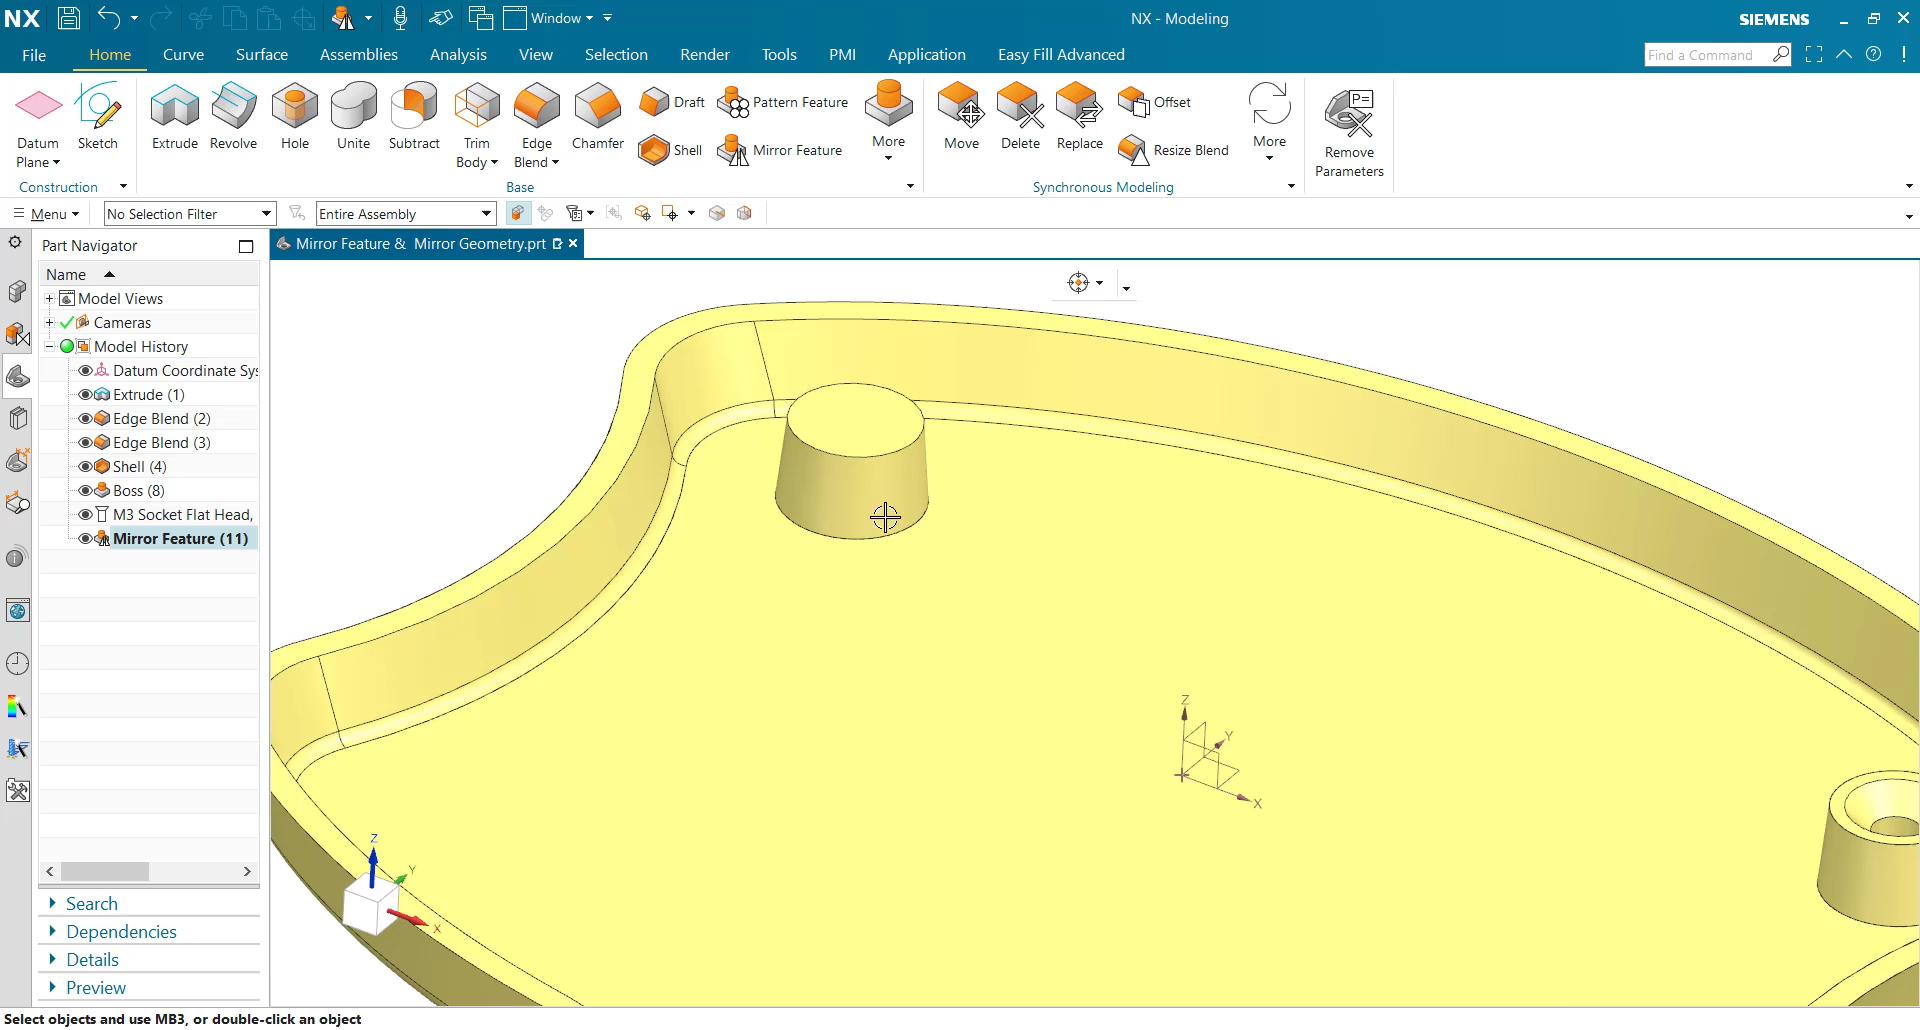 NX
Window
NX - Modeling
SIEMENS
File
Home
Curve
Surface
Assemblies
Analysis
View
Selection
Render
Tools
PMI
Application
Easy Fill Advanced
Find a Command
Datum Plane
Sketch
Extrude
Revolve
Hole
Unite
Subtract
Trim Body
Edge Blend
Chamfer
Draft
Shell
Pattern Feature
Mirror Feature
More
Move
Delete
Replace
Offset
Resize Blend
More
P=
Remove Parameters
Construction
Base
Synchronous Modeling
Menu
No Selection Filter
Entire Assembly
Part Navigator
Mirror Feature & Mirror Geometry.prt
Name
Model Views
Cameras
Model History
Datum Coordinate Sys
Extrude (1)
Edge Blend (2)
Edge Blend (3)
Shell (4)
Boss (8)
M3 Socket Flat Head,
Mirror Feature (11)
Z
Y
X
Z
Y
X
Search
Dependencies
Details
Preview
Select objects and use MB3, or double-click an object